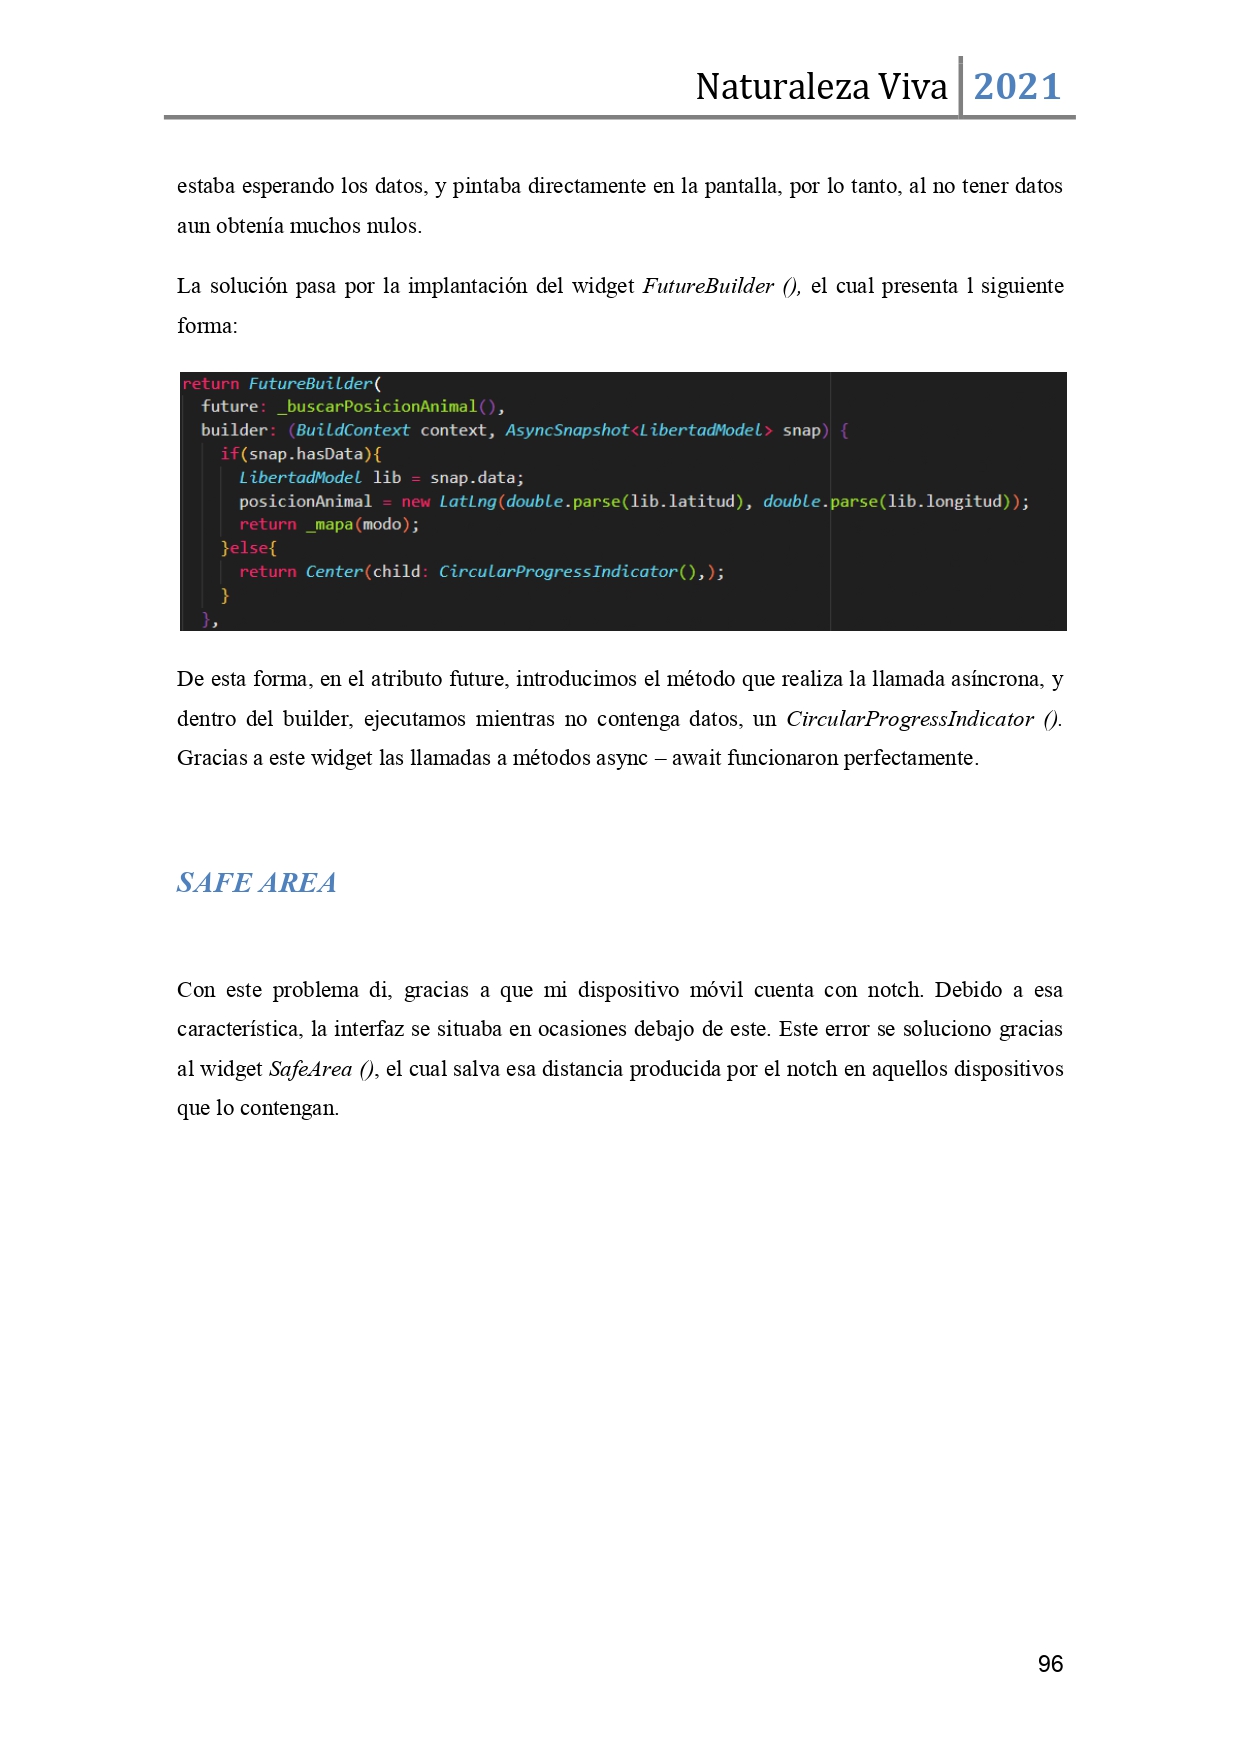 Naturaleza Viva 2021
estaba esperando los datos, y pintaba directamente en la pantalla, por lo tanto, al no tener datos
aun obtenía muchos nulos.
La solución pasa por la implantación del widget FutureBuilder (), el cual presenta l siguiente
forma:
return FutureBuilder(
future: _buscarPosicionAnimal(),
builder: (BuildContext context, AsyncSnapshot<LibertadModel> snap) {
if(snap.hasData){
LibertadModel lib = snap.data;
posicionAnimal = new LatLng(double.parse(lib.latitud), double.parse(lib.longitud));
return _mapa(modo);
}else{
return Center(child: CircularProgressIndicator(),);
}
},
De esta forma, en el atributo future, introducimos el método que realiza la llamada asíncrona, y
dentro del builder, ejecutamos mientras no contenga datos, un CircularProgressIndicator ().
Gracias a este widget las llamadas a métodos async – await funcionaron perfectamente.
SAFE AREA
Con este problema di, gracias a que mi dispositivo móvil cuenta con notch. Debido a esa
característica, la interfaz se situaba en ocasiones debajo de este. Este error se soluciono gracias
al widget SafeArea (), el cual salva esa distancia producida por el notch en aquellos dispositivos
que lo contengan.
96